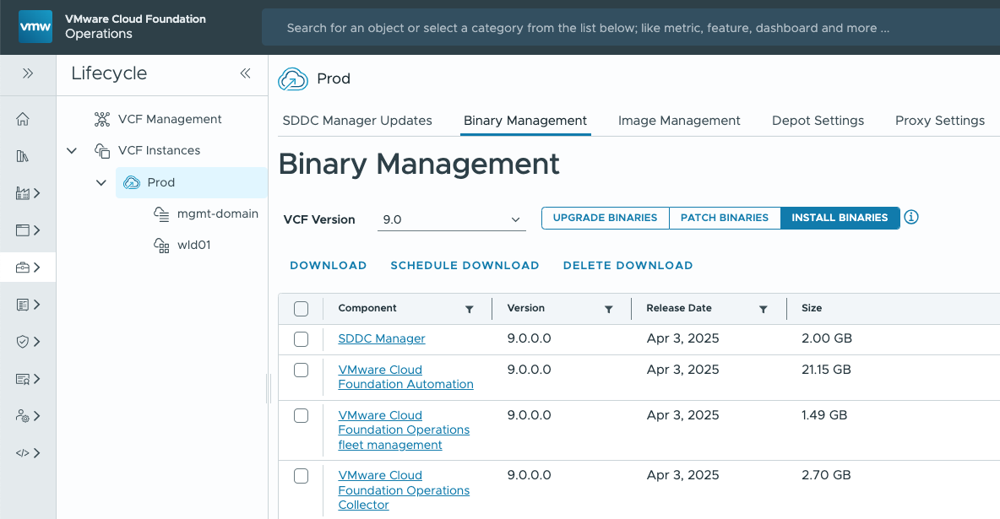 vmw
VMware Cloud Foundation
Operations
Search for an object or select a category from the list below; like metric, feature, dashboard and more ...
Lifecycle
VCF Management
VCF Instances
Prod
mgmt-domain
wld01
Prod
SDDC Manager Updates Binary Management Image Management Depot Settings Proxy Settings
Binary Management
VCF Version 9.0 UPGRADE BINARIES PATCH BINARIES INSTALL BINARIES
DOWNLOAD SCHEDULE DOWNLOAD DELETE DOWNLOAD
Component Version Release Date Size
SDDC Manager 9.0.0.0 Apr 3, 2025 2.00 GB
VMware Cloud 9.0.0.0 Apr 3, 2025 21.15 GB
Foundation Automation
VMware Cloud 9.0.0.0 Apr 3, 2025 1.49 GB
Foundation Operations
fleet management
VMware Cloud 9.0.0.0 Apr 3, 2025 2.70 GB
Foundation Operations
Collector